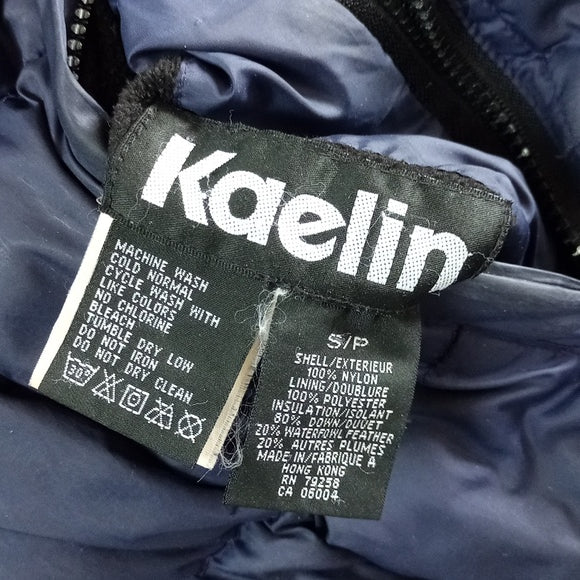 Kaelin
MACHINE WASH
COLD NORMAL
CYCLE WASH WITH
LIKE COLORS
NO CHLORINE
BLEACH
TUMBLE DRY LOW
DO NOT IRON
DO NOT DRY CLEAN
30°
S/P
SHELL/EXTERIEUR
100% NYLON
LINING/DOUBLURE
100% POLYESTER
INSULATION/ISOLANT
80% DOWN/DUVET
20% WATERFOWL FEATHER
20% AUTRES PLUMES
MADE IN/FABRIQUE À
HONG KONG
RN 79258
CA 06004